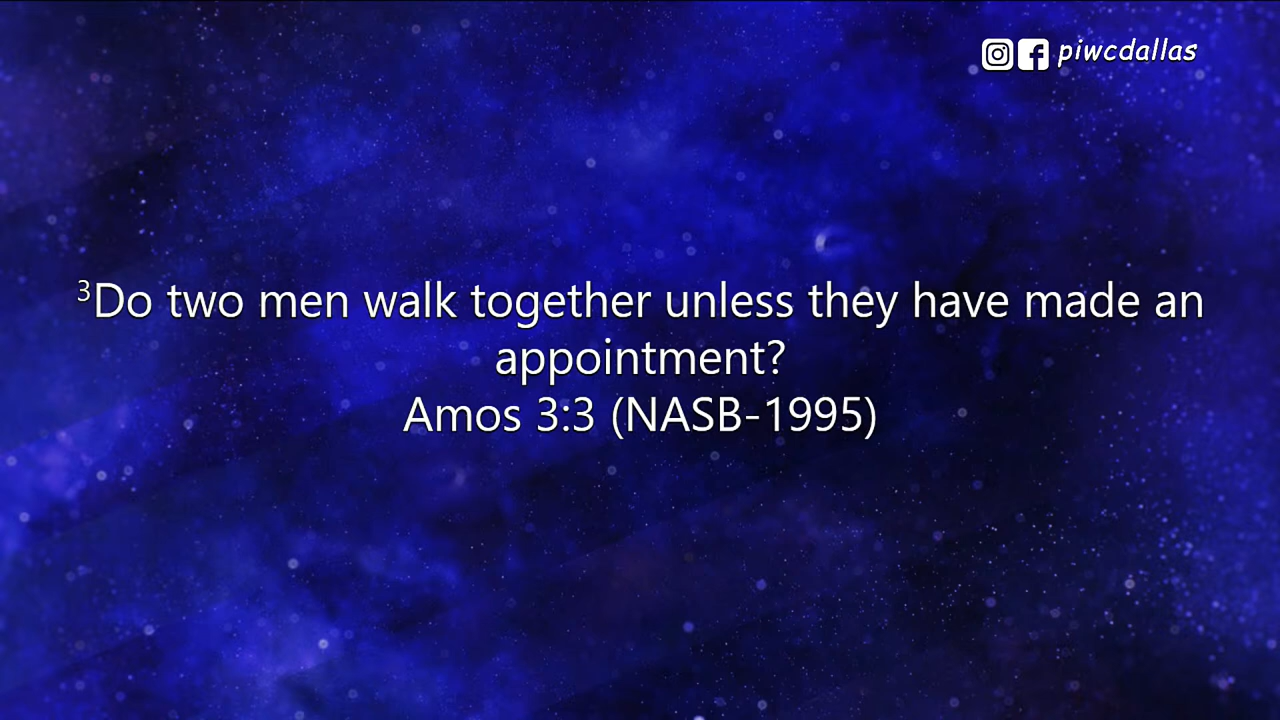 piwcdallas
³Do two men walk together unless they have made an
appointment?
Amos 3:3 (NASB-1995)